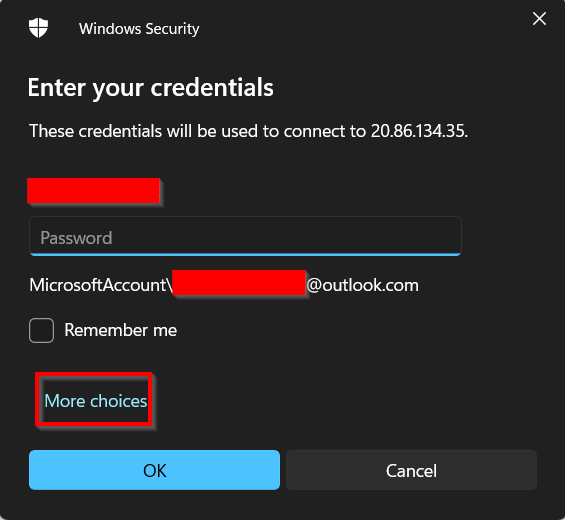 Windows Security
Enter your credentials
These credentials will be used to connect to 20.86.134.35.
Password
MicrosoftAccount\
@outlook.com
Remember me
More choices
OK
Cancel